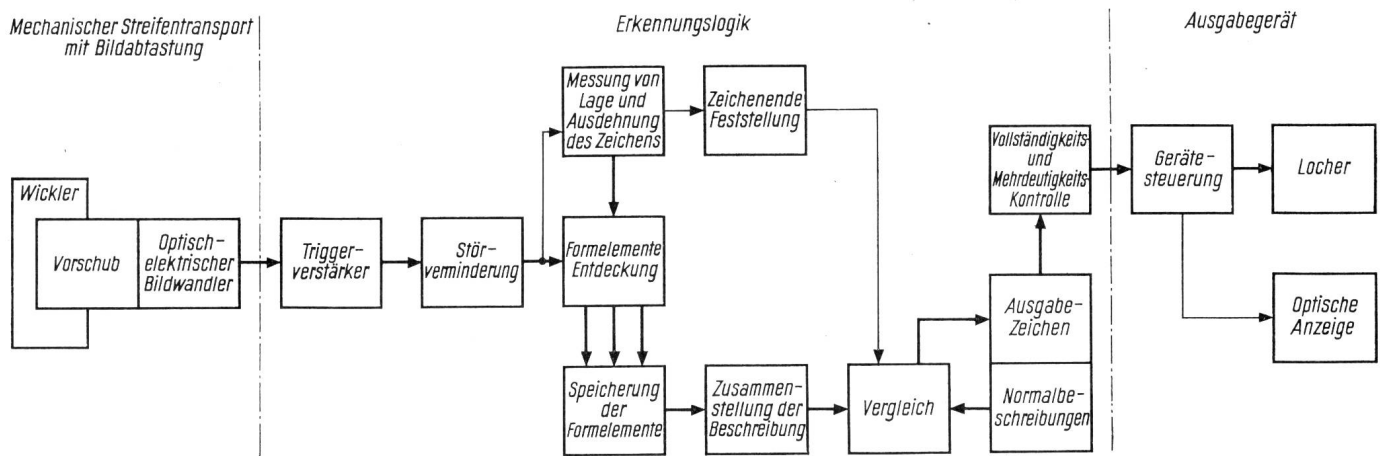 Mechanischer Streifentransport
mit Bildabtastung
Erkennungslogik
Ausgabegerät
Wickler
Vorschub
Optisch-
elektrischer
Bildwandler
Trigger-
verstärker
Stör-
verminderung
Messung von
Lage und
Ausdehnung
des Zeichens
Zeichenende
Feststellung
Formelemente
Entdeckung
Speicherung
der
Formelemente
Zusammen-
stellung der
Beschreibung
Vergleich
Ausgabe-
Zeichen
Normalbe-
schreibungen
Vollständigkeits-
und
Mehrdeutigkeits-
Kontrolle
Geräte-
steuerung
Locher
Optische
Anzeige